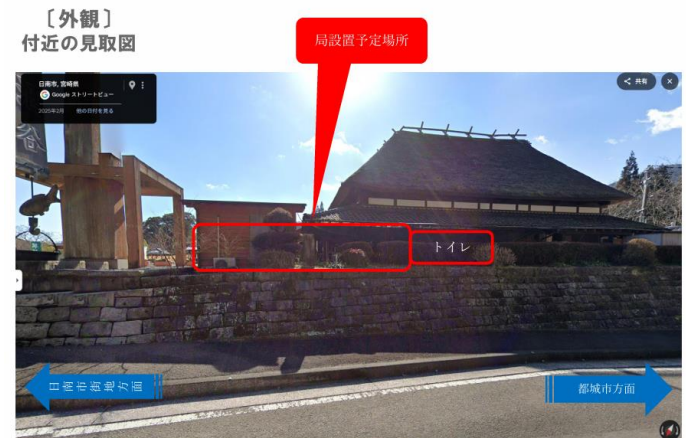 〔外観〕
付近の見取図
局設置予定場所
日南市, 宮崎県
Google ストリートビュー
2025年2月 他の日付を見る
共有
谷
トイレ
日南市街地方面
都城市方面